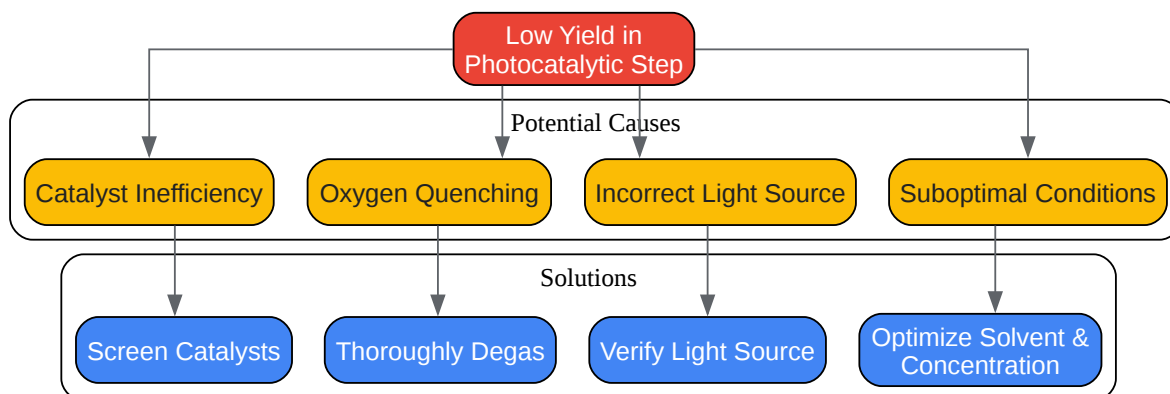 Low Yield in
Photocatalytic Step
Potential Causes
Catalyst Inefficiency
Oxygen Quenching
Incorrect Light Source
Suboptimal Conditions
Solutions
Screen Catalysts
Thoroughly Degas
Verify Light Source
Optimize Solvent &
Concentration